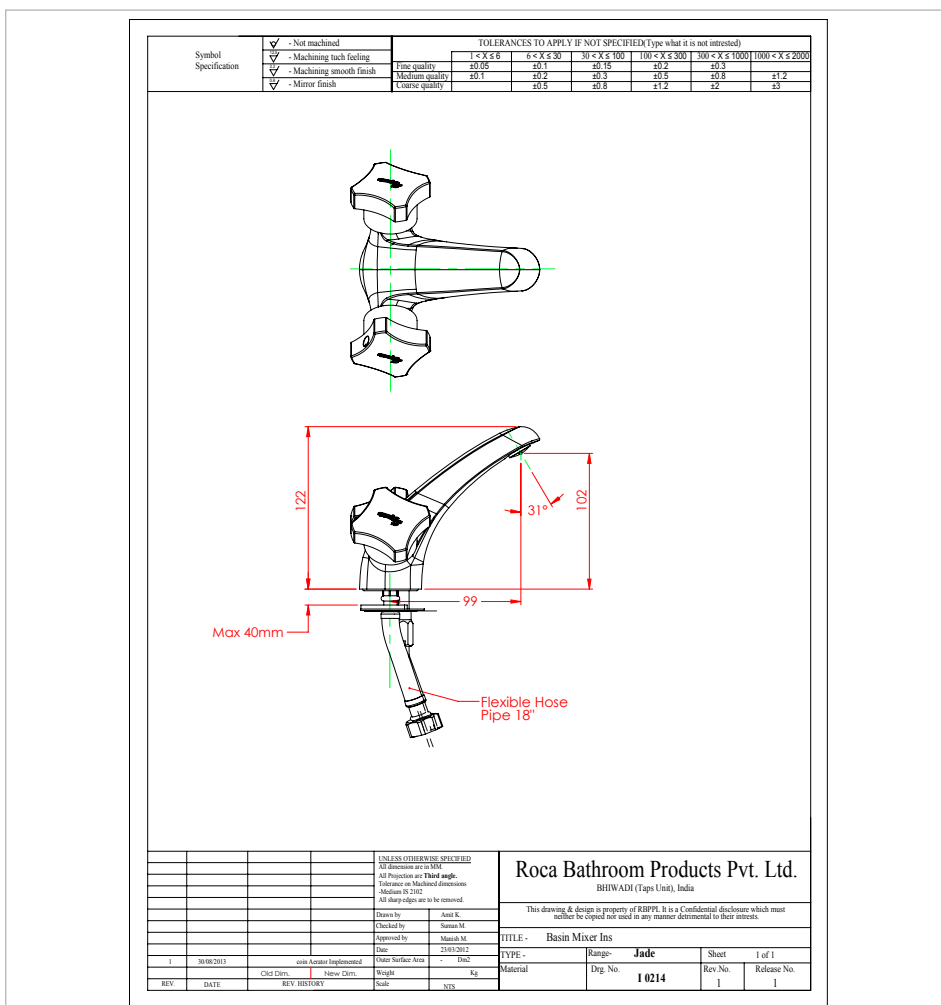 Symbol
Specification
- Not machined
12.5 - Machining tuch feeling
3.2 - Machining smooth finish
0.8 - Mirror finish
TOLERANCES TO APPLY IF NOT SPECIFIED(Type what it is not intrested)
1 < X ≤ 6 6 < X ≤ 30 30 < X ≤ 100 100 < X ≤ 300 300 < X ≤ 1000 1000 < X ≤ 2000
Fine quality ±0.05 ±0.1 ±0.15 ±0.2 ±0.3
Medium quality ±0.1 ±0.2 ±0.3 ±0.5 ±0.8 ±1.2
Coarse quality ±0.5 ±0.8 ±1.2 ±2 ±3
122
31°
102
99
Max 40mm
Flexible Hose
Pipe 18"
UNLESS OTHERWISE SPECIFIED
All dimension are in MM.
All Projection are Third angle.
Tolerance on Machined dimensions
-Medium IS 2102
All sharp edges are to be removed.
Drawn by Amit K.
Checked by Suman M.
Approved by Manish M.
Date 23/03/2012
Outer Surface Area - Dm2
Weight Kg
Scale NTS
1 30/08/2013 coin Aerator Implemented
Old Dim. New Dim.
REV. DATE REV. HISTORY
Roca Bathroom Products Pvt. Ltd.
BHIWADI (Taps Unit), India
This drawing & design is property of RBPPL It is a Confidential disclosure which must
neither be copied nor used in any manner detrimental to their intrests.
TITLE - Basin Mixer Ins
TYPE - Range- Jade Sheet 1 of 1
Material Drg. No. I 0214 Rev.No. 1 Release No. 1